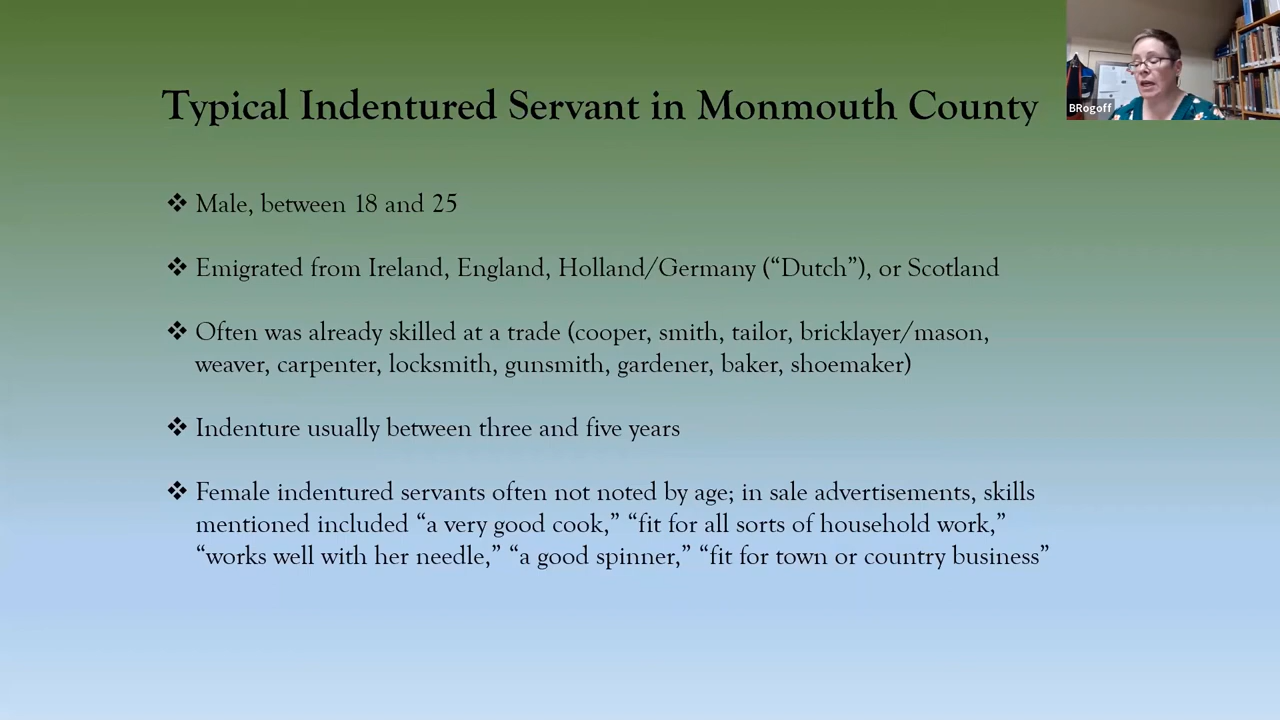 Typical Indentured Servant in Monmouth County
BRogoff
❖ Male, between 18 and 25
❖ Emigrated from Ireland, England, Holland/Germany (“Dutch”), or Scotland
❖ Often was already skilled at a trade (cooper, smith, tailor, bricklayer/mason,
weaver, carpenter, locksmith, gunsmith, gardener, baker, shoemaker)
❖ Indenture usually between three and five years
❖ Female indentured servants often not noted by age; in sale advertisements, skills
mentioned included “a very good cook,” “fit for all sorts of household work,”
“works well with her needle,” “a good spinner,” “fit for town or country business”